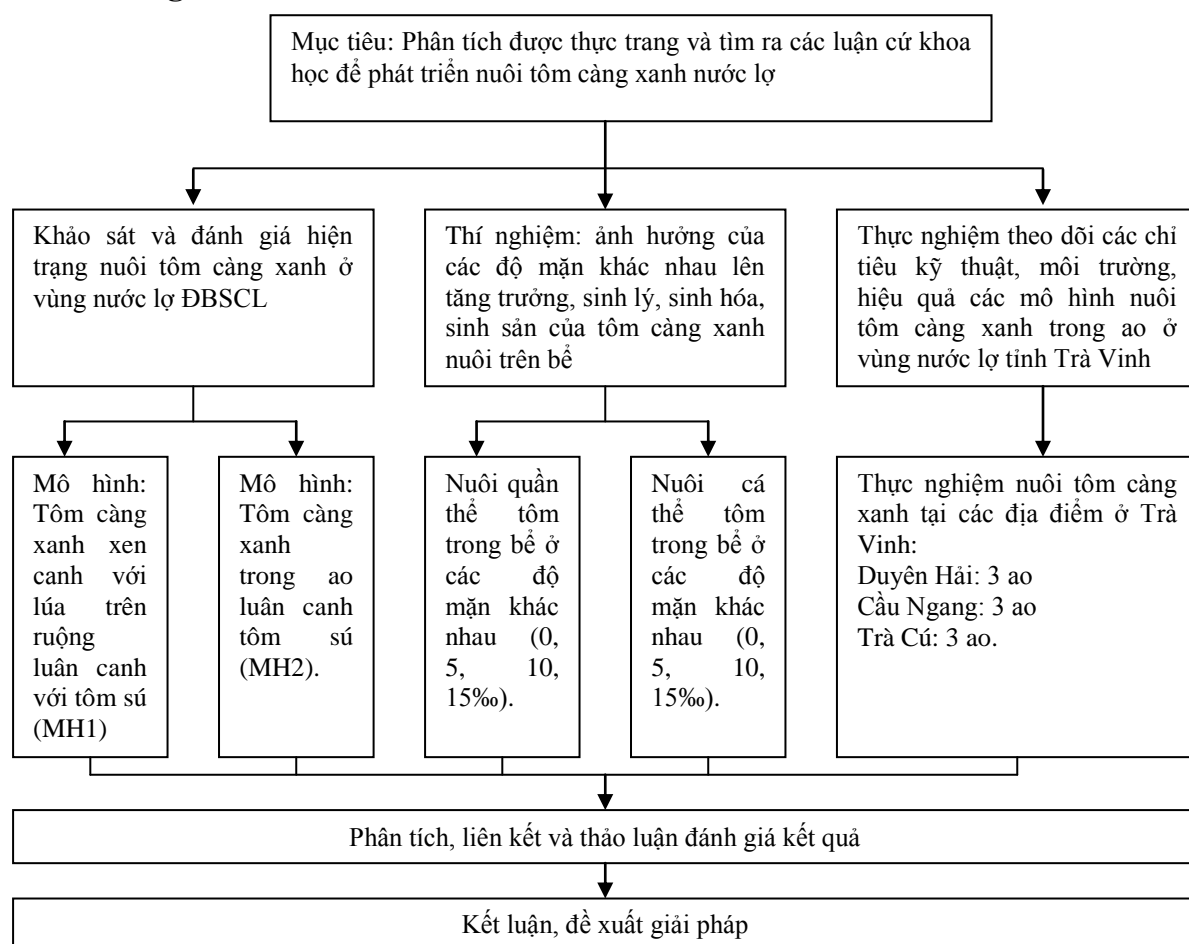 Mục tiêu: Phân tích được thực trang và tìm ra các luận cứ khoa
học để phát triển nuôi tôm càng xanh nước lợ
Khảo sát và đánh giá hiện
trạng nuôi tôm càng xanh ở
vùng nước lợ ĐBSCL
Thí nghiệm: ảnh hưởng của
các độ mặn khác nhau lên
tăng trưởng, sinh lý, sinh hóa,
sinh sản của tôm càng xanh
nuôi trên bể
Thực nghiệm theo dõi các chỉ
tiêu kỹ thuật, môi trường,
hiệu quả các mô hình nuôi
tôm càng xanh trong ao ở
vùng nước lợ tỉnh Trà Vinh
Mô hình:
Tôm càng
xanh xen
canh với
lúa trên
ruộng
luân canh
với tôm sú
(MH1)
Mô hình:
Tôm càng
xanh
trong ao
luân canh
tôm sú
(MH2).
Nuôi quần
thể tôm
trong bể ở
các độ
mặn khác
nhau (0,
5, 10,
15‰).
Nuôi cá
thể tôm
trong bể ở
các độ
mặn khác
nhau (0,
5, 10,
15‰).
Thực nghiệm nuôi tôm càng
xanh tại các địa điểm ở Trà
Vinh:
Duyên Hải: 3 ao
Cầu Ngang: 3 ao
Trà Cú: 3 ao.
Phân tích, liên kết và thảo luận đánh giá kết quả
Kết luận, đề xuất giải pháp